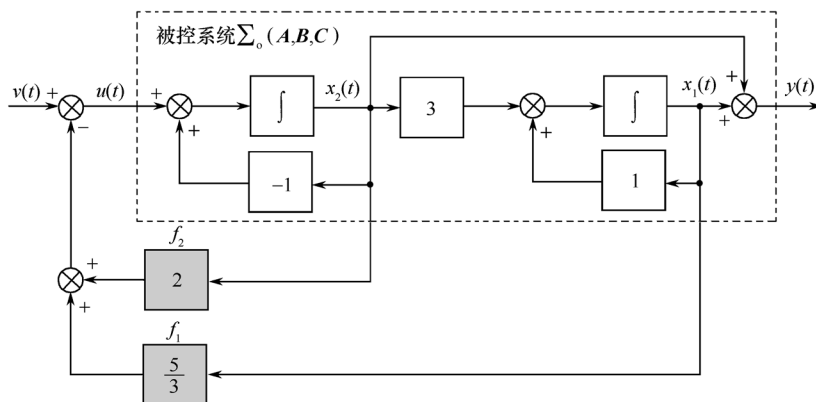 被控系统∑ₒ(A,B,C)
v(t) + u(t) + ∫ x₂(t) 3 ∫ x₁(t) + y(t)
− + + +
−1 1
f₂
+ 2
+
f₁
5/3